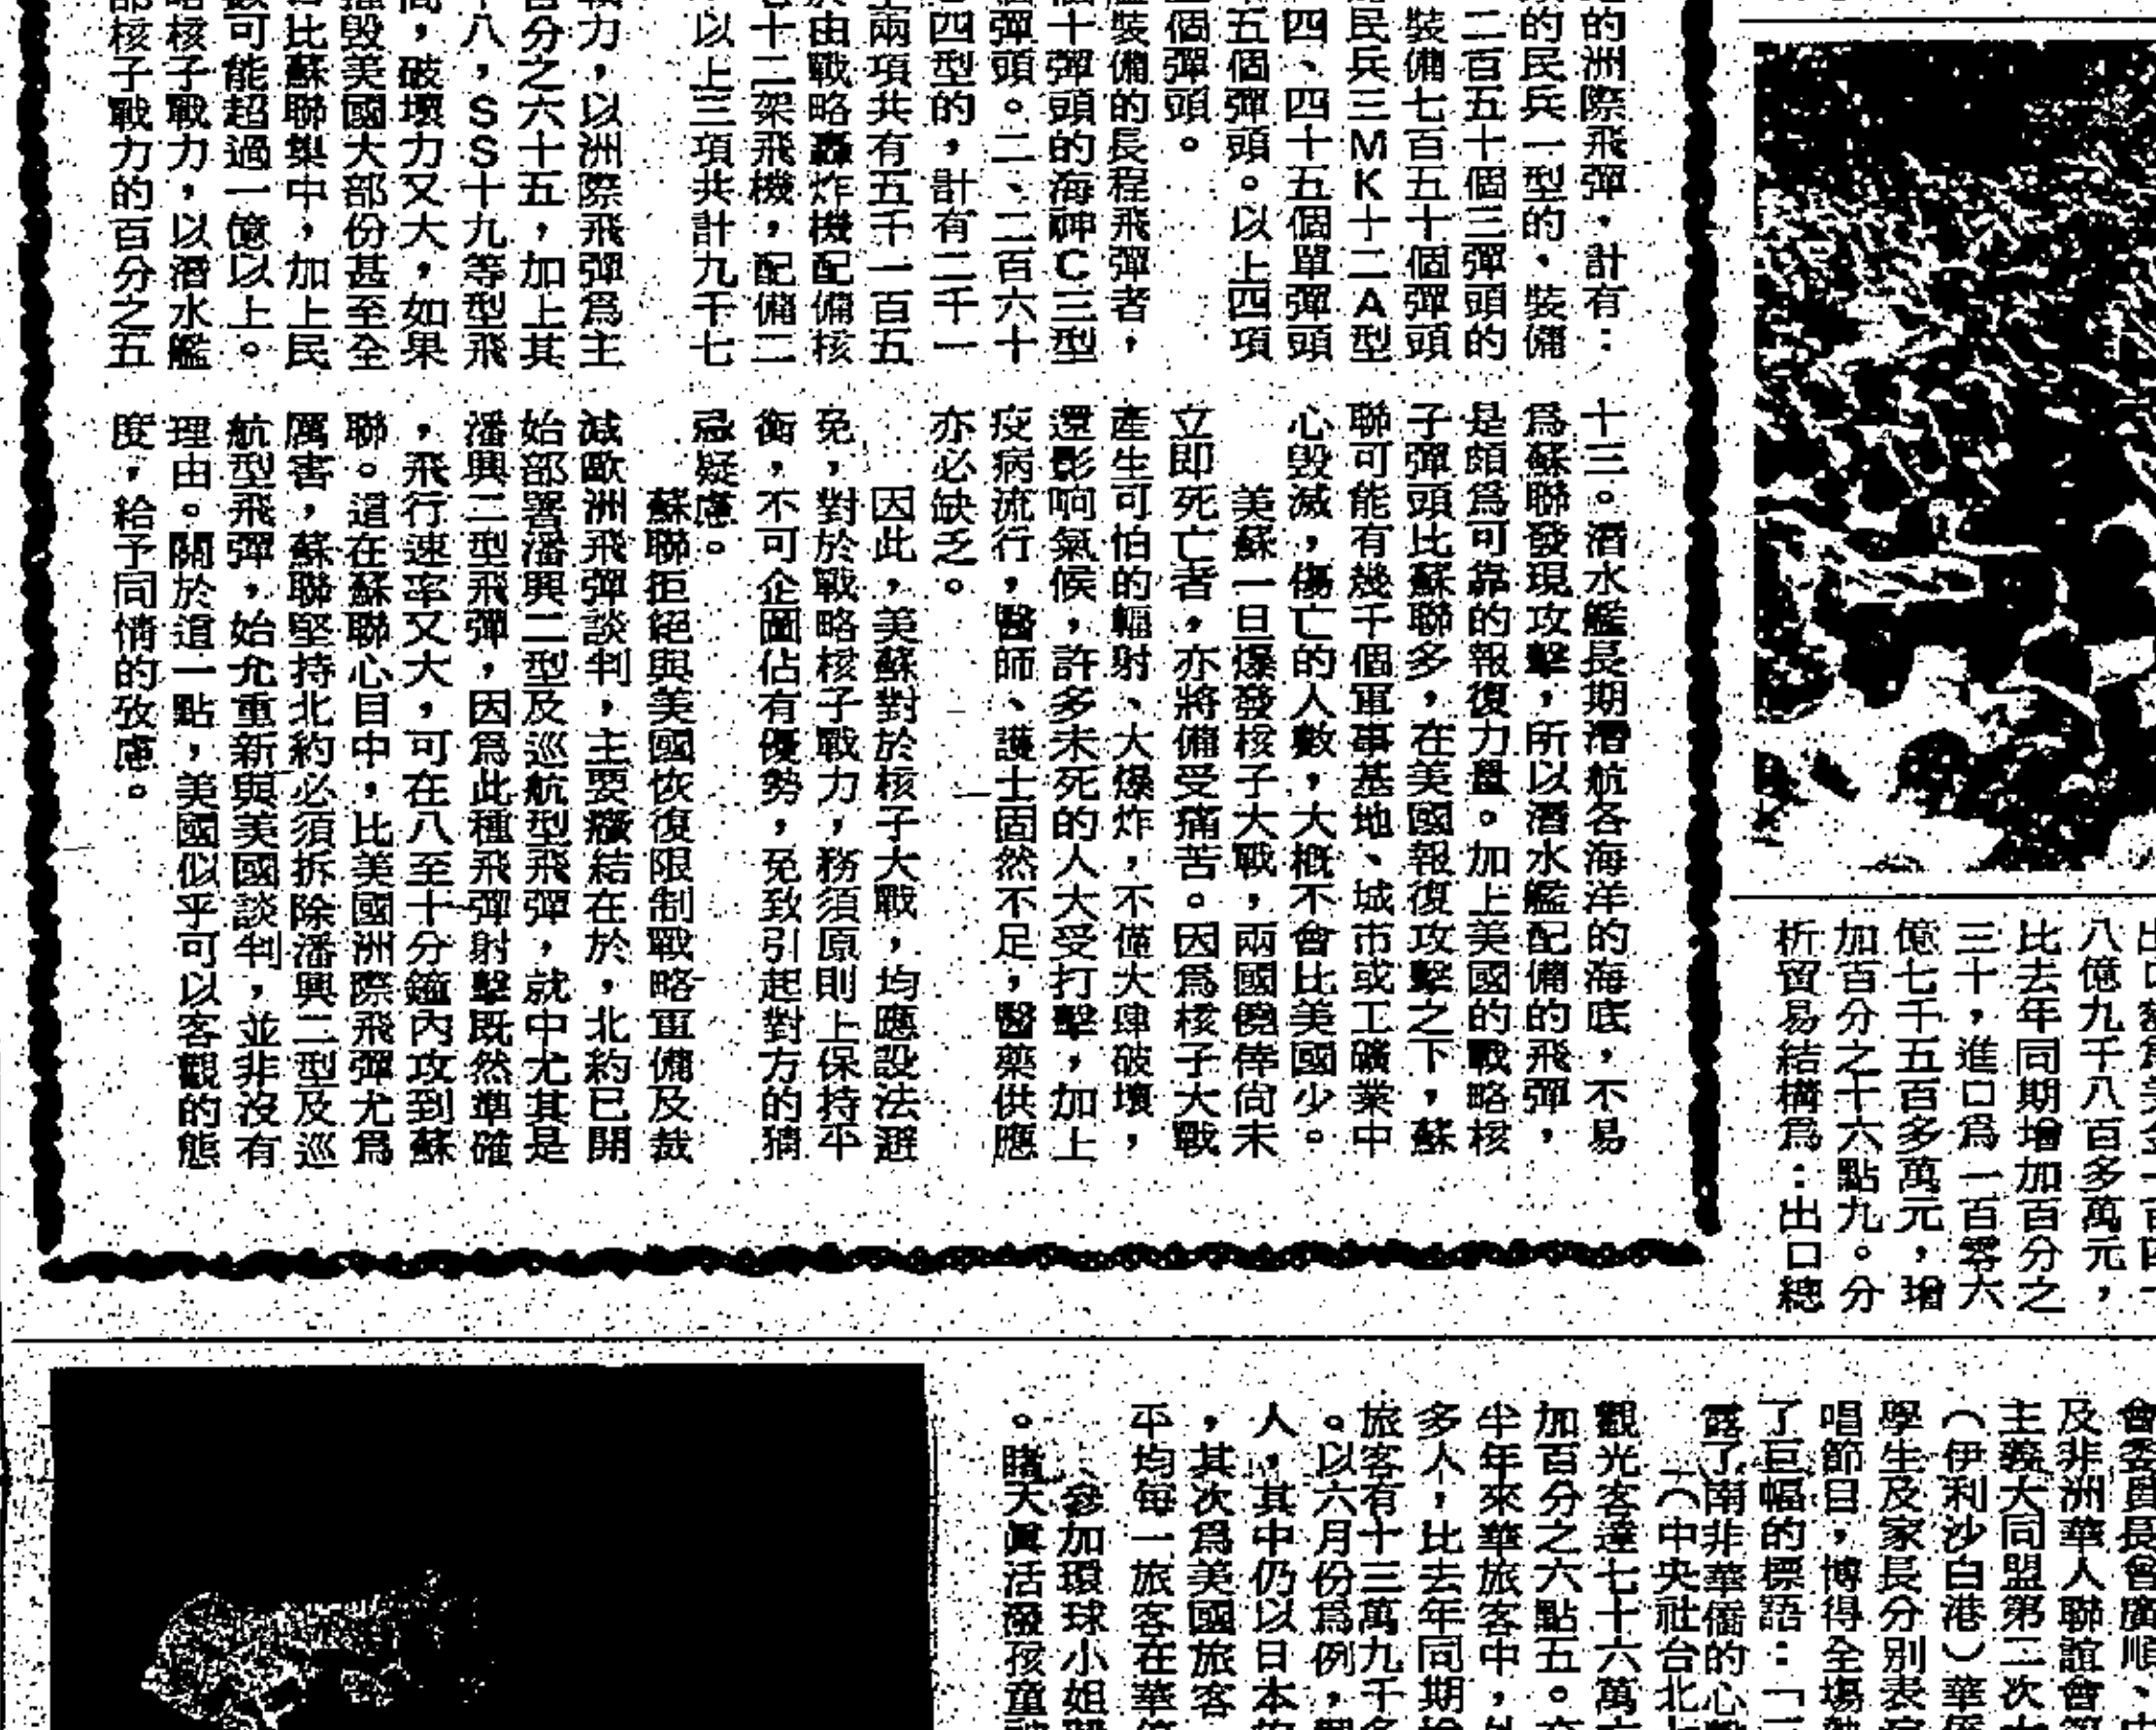 的洲際飛彈，計有：
的民兵一型的，裝備
二百五十個三彈頭的
裝備七百五十個彈頭
民兵三MK十二A型
四、四十五個單彈頭
五個彈頭。以上四項
個彈頭。
裝備的長程飛彈者，
十彈頭的海神C三型
彈頭。二、二百六十
四型的，計有二千一
兩項共有五千一百五
由戰略轟炸機配備核
十二架飛機，配備二
以上三項共計九千七
力，以洲際飛彈爲主
分之六十五，加上其
八，SS十九等型飛
，破壞力又大，如果
毀美國大部份甚至全
比蘇聯集中，加上民
可能超過一億以上。
核子戰力，以潛水艦
核子戰力的百分之五
十三。潛水艦長期潛航各海洋的海底，不易
爲蘇聯發現攻擊，所以潛水艦配備的飛彈，
是頗爲可靠的報復力量。加上美國的戰略核
子彈頭比蘇聯多，在美國報復攻擊之下，蘇
聯可能有幾千個軍事基地、城市或工礦業中
心毀滅，傷亡的人數，大概不會比美國少。
美蘇一旦爆發核子大戰，兩國僥倖尙未
立即死亡者，亦將備受痛苦。因爲核子大戰
產生可怕的輻射、大爆炸，不僅大肆破壞，
還影响氣候，許多未死的人大受打擊，加上
疫病流行，醫師、護士固然不足，醫藥供應
亦必缺乏。
因此，美蘇對於核子大戰，均應設法避
免，對於戰略核子戰力，務須原則上保持平
衡，不可企圖佔有優勢，免致引起對方的猜
忌疑慮。
蘇聯拒絕與美國恢復限制戰略軍備及裁
減歐洲飛彈談判，主要癥結在於，北約已開
始部署潘興二型及巡航型飛彈，就中尤其是
潘興二型飛彈，因爲此種飛彈射擊既然準確
，飛行速率又大，可在八至十分鐘內攻到蘇
聯。這在蘇聯心目中，比美國洲際飛彈尤爲
厲害，蘇聯堅持北約必須拆除潘興二型及巡
航型飛彈，始允重新與美國談判，並非沒有
理由。關於這一點，美國似乎可以客觀的態
度，給予同情的攷慮。
八億九千八百多萬元，
比去年同期增加百分之
三十，進口爲一百零六
億七千五百多萬元，增
加百分之十六點九。分
析貿易結構爲：出口總
會委員長曾廣順、
及非洲華人聯誼會
主義大同盟第二次
（伊利沙白港）華
學生及家長分別表
唱節目，博得全場
了巨幅的標語：「
露了南非華僑的心
（中央社台北
觀光客達七十六萬
加百分之六點五。
半年來華旅客中，
多人，比去年同期
旅客有十三萬九千
。以六月份爲例，
人，其中仍以日本
，其次爲美國旅客
平均每一旅客在華
參加環球小姐
。睹天眞活潑孩童